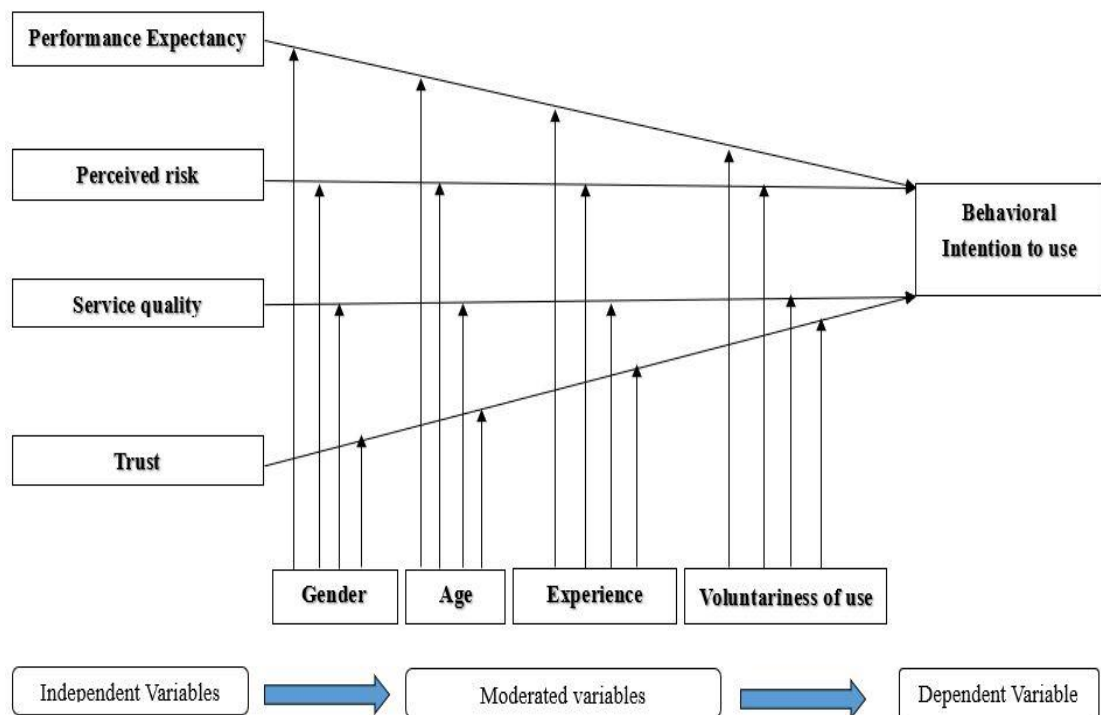 Performance Expectancy
Perceived risk
Behavioral
Intention to use
Service quality
Trust
Gender
Age
Experience
Voluntariness of use
Independent Variables
Moderated variables
Dependent Variable